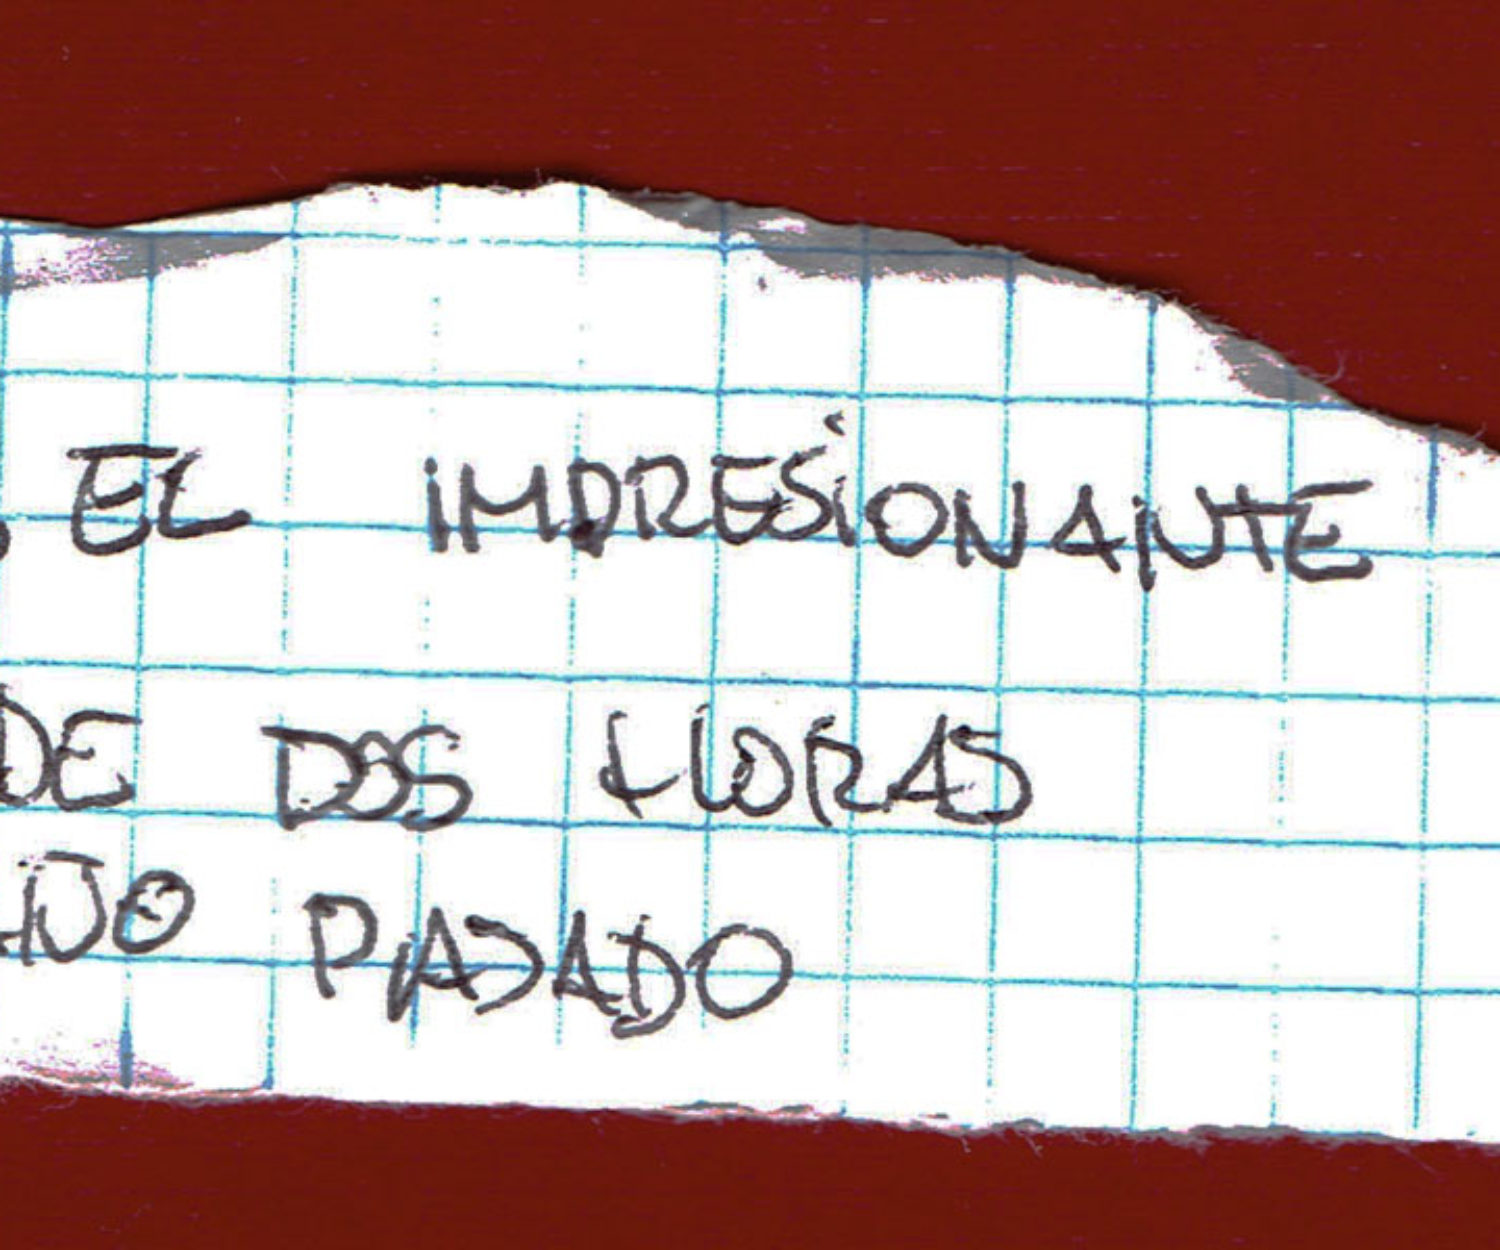 , EL IMPRESIONANTE
DE DOS HORAS
PASADO